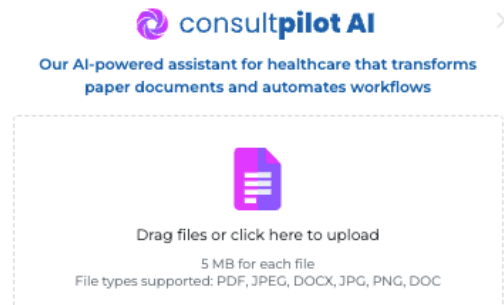 consultpilot AI
Our AI-powered assistant for healthcare that transforms
paper documents and automates workflows
Drag files or click here to upload
5 MB for each file
File types supported: PDF, JPEG, DOCX, JPG, PNG, DOC